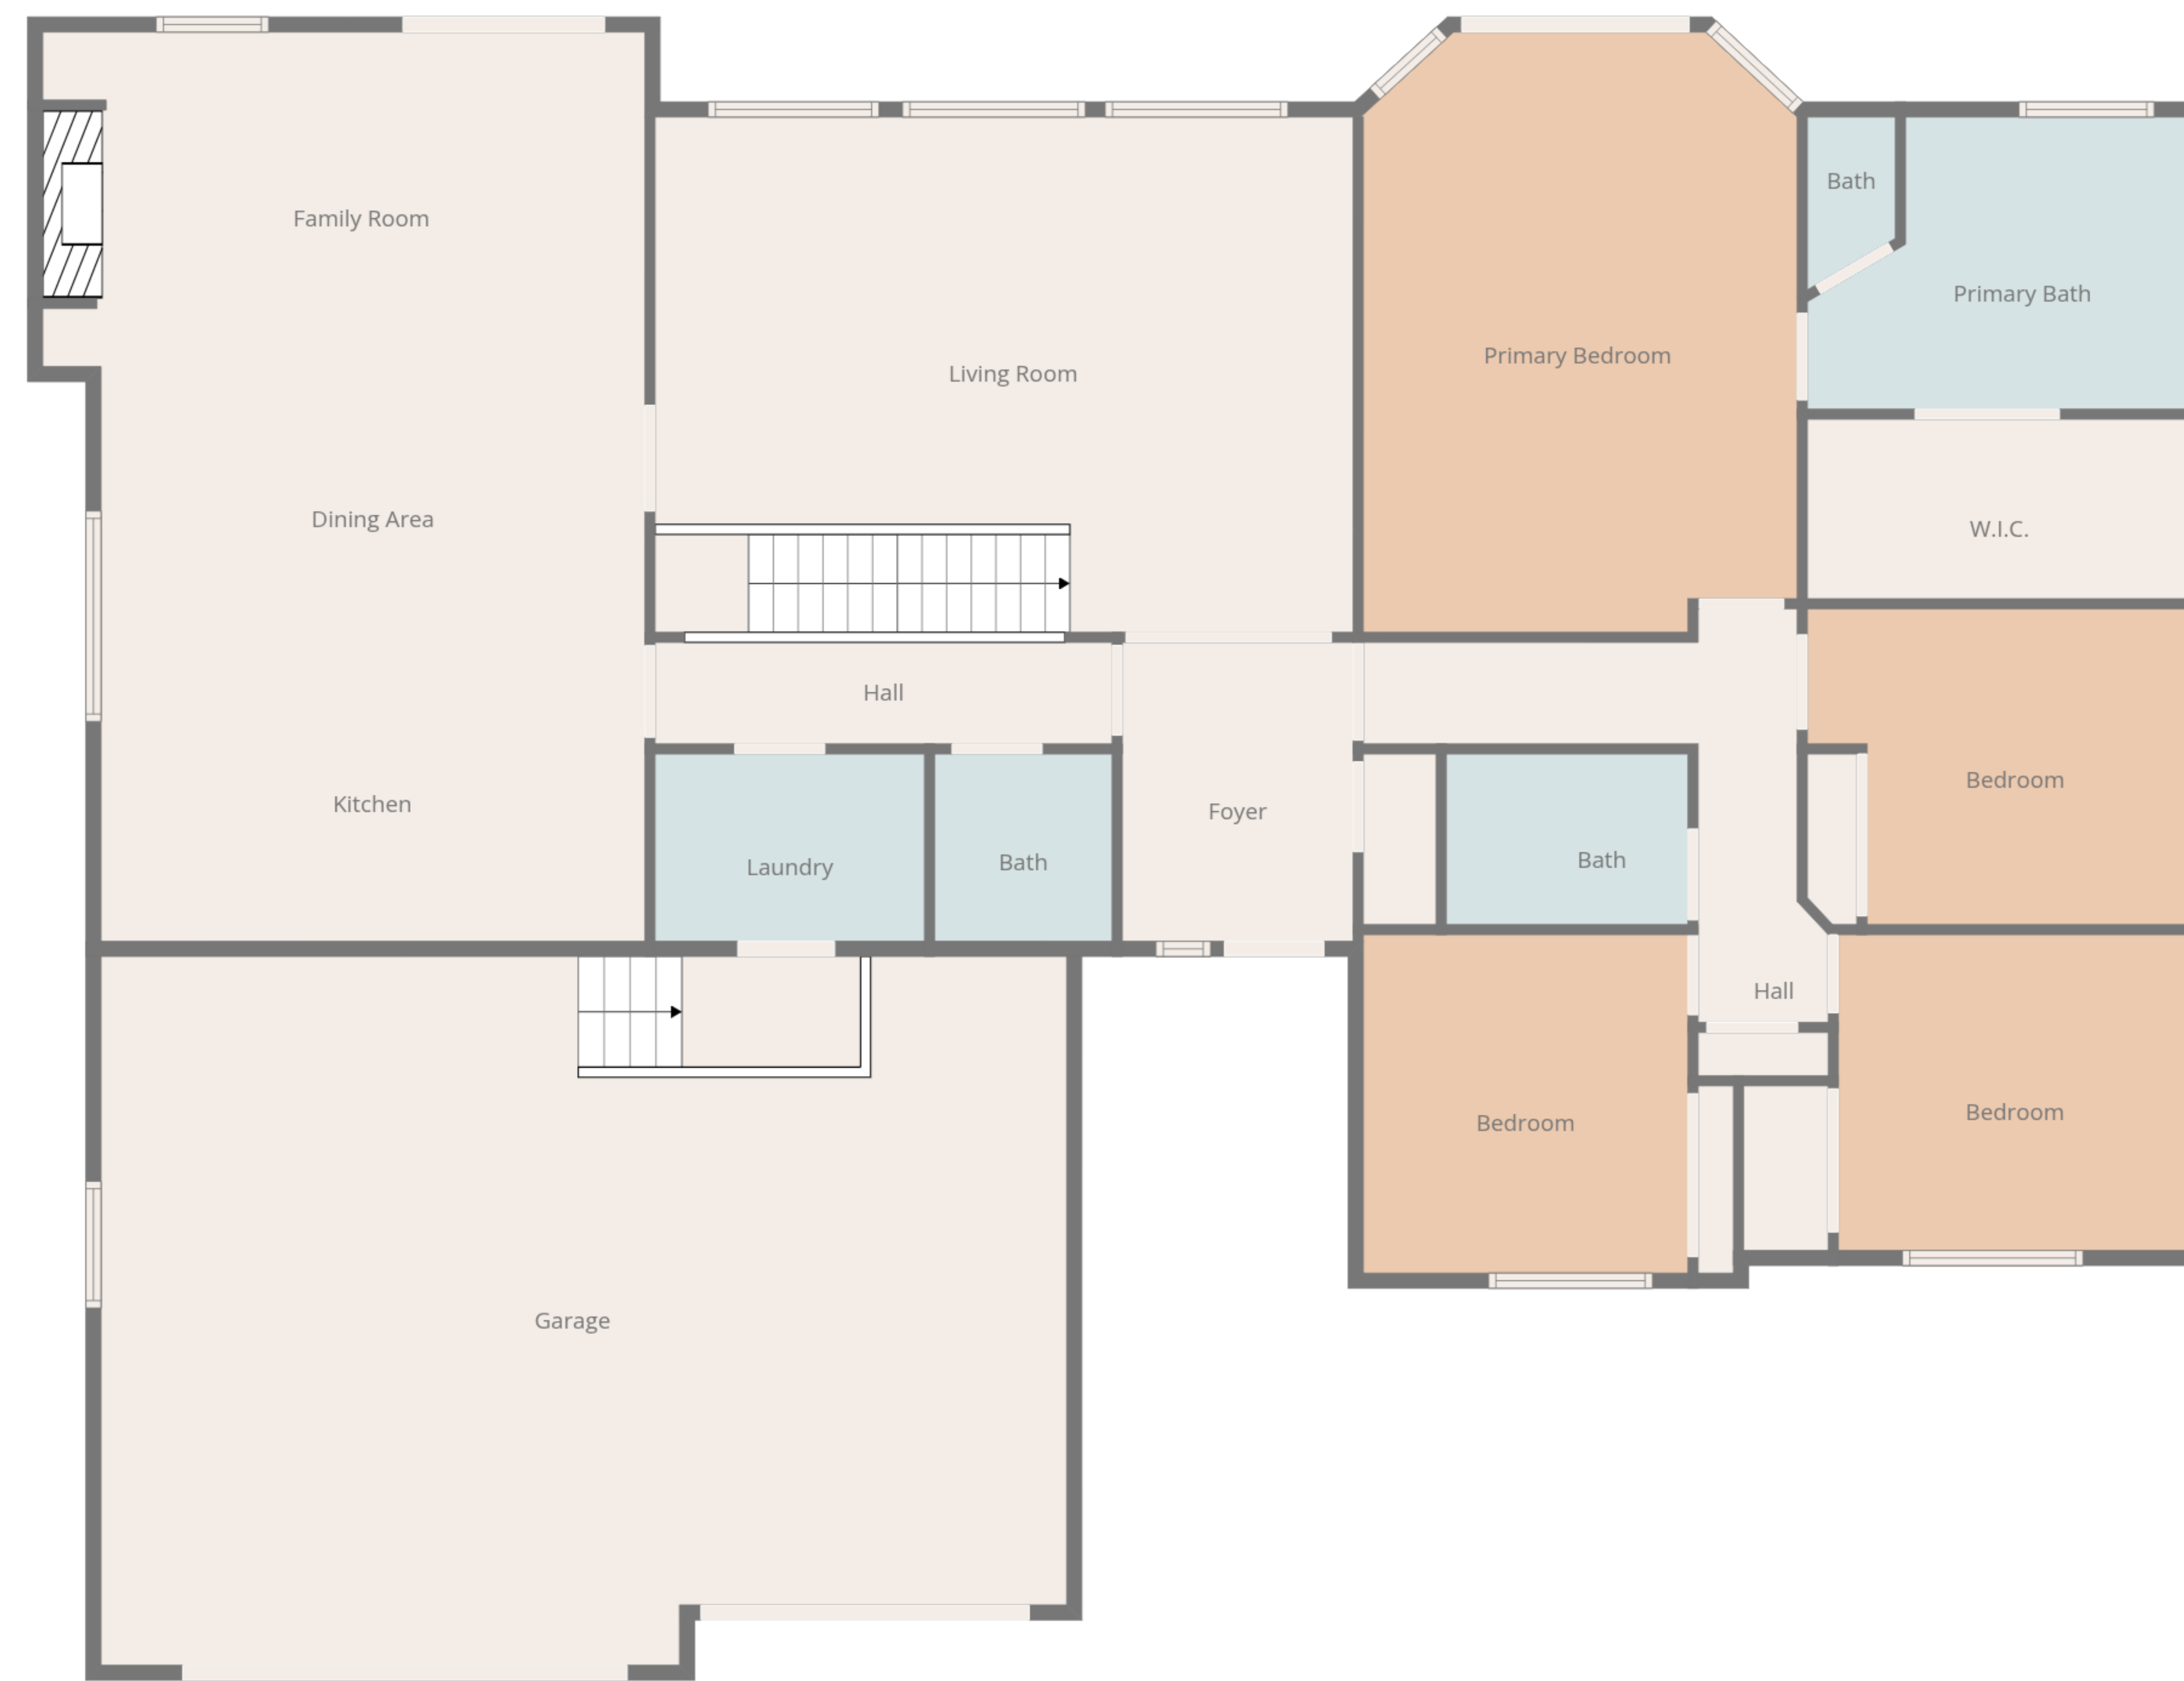 Bath
Family Room
Primary Bath
Primary Bedroom
Living Room
Dining Area
W.I.C.
Hall
Bedroom
Kitchen
Foyer
Bath
Bath
Laundry
Hall
Bedroom
Bedroom
Garage